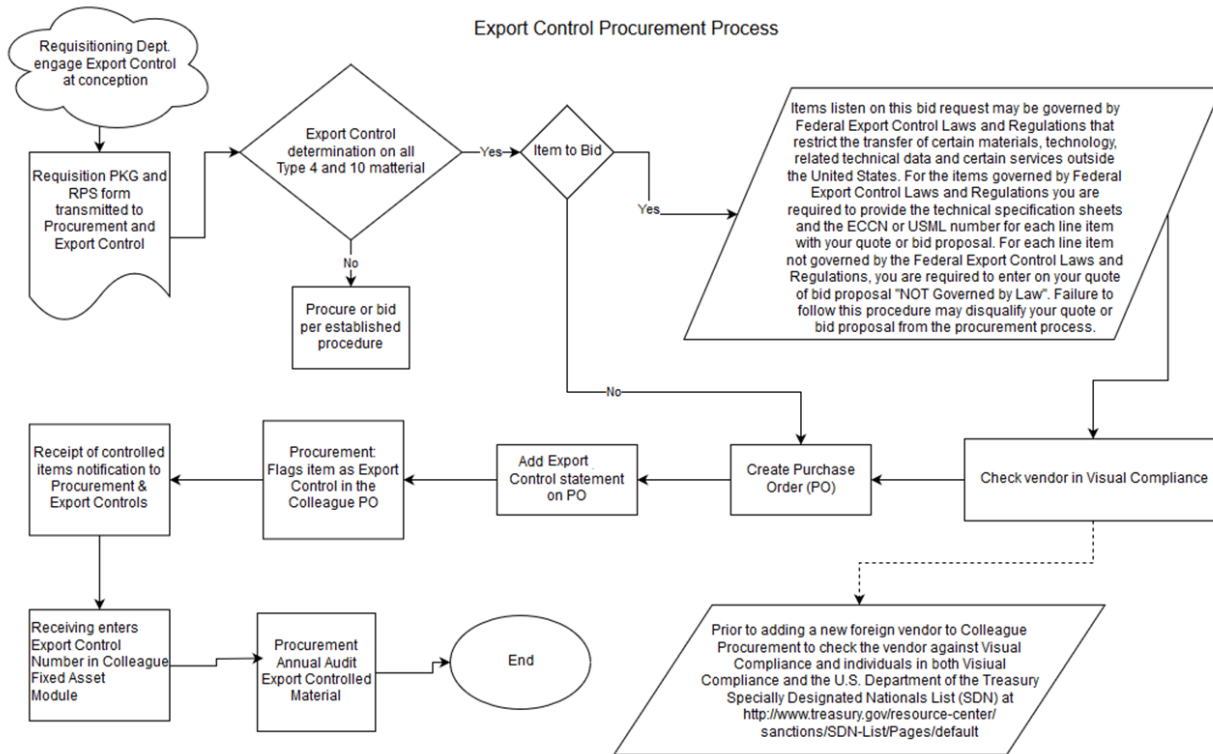 Export Control Procurement Process
Requisitioning Dept.
engage Export Control
at conception
Requisition PKG and
RPS form
transmitted to
Procurement and
Export Control
Export Control
determination on all
Type 4 and 10 matterial
Yes
No
Procure or bid
per established
procedure
Item to Bid
Yes
No
Items listen on this bid request may be governed by
Federal Export Control Laws and Regulations that
restrict the transfer of certain materials, technology,
related technical data and certain services outside
the United States. For the items governed by Federal
Export Control Laws and Regulations you are
required to provide the technical specification sheets
and the ECCN or USML number for each line item
with your quote or bid proposal. For each line item
not governed by the Federal Export Control Laws and
Regulations, you are required to enter on your quote
of bid proposal "NOT Governed by Law". Failure to
follow this procedure may disqualify your quote or
bid proposal from the procurement process.
Check vendor in Visual Compliance
Create Purchase
Order (PO)
Add Export
Control statement
on PO
Procurement:
Flags item as Export
Control in the
Colleague PO
Receipt of controlled
items notification to
Procurement &
Export Controls
Receiving enters
Export Control
Number in Colleague
Fixed Asset
Module
Procurement
Annual Audit
Export Controlled
Material
End
Prior to adding a new foreign vendor to Colleague
Procurement to check the vendor against Visual
Compliance and individuals in both Visiual
Compliance and the U.S. Department of the Treasury
Specially Designated Nationals List (SDN) at
http://www.treasury.gov/resource-center/
sanctions/SDN-List/Pages/default